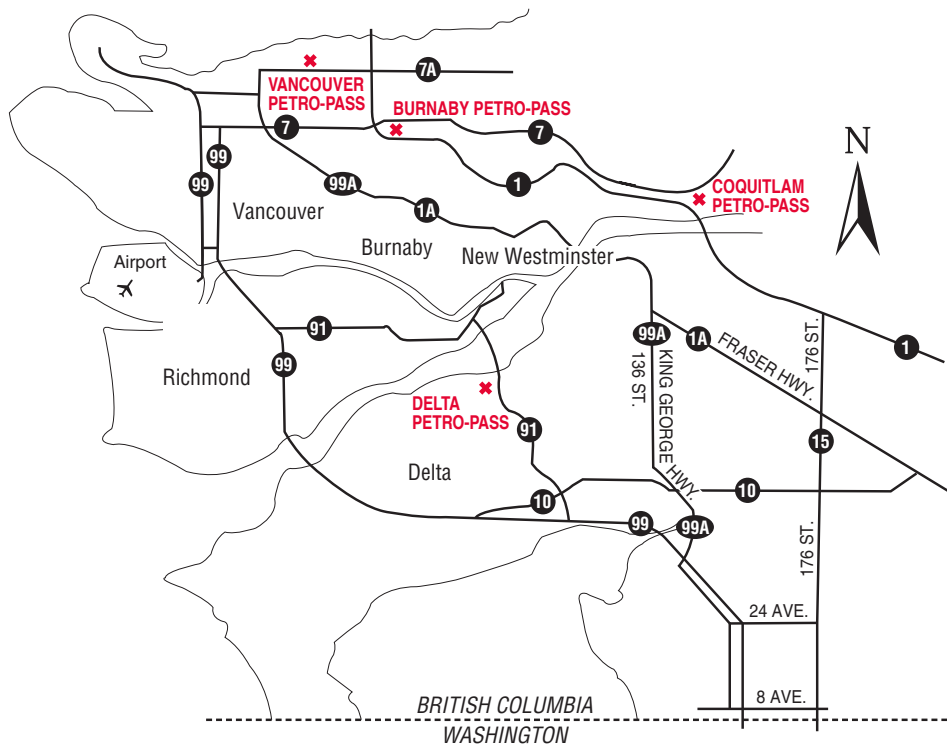 7A
VANCOUVER
PETRO-PASS
BURNABY PETRO-PASS
7
7
99
99
99A
1
1A
COQUITLAM
PETRO-PASS
N
Vancouver
Burnaby
New Westminster
Airport
91
99
99A
1A
FRASER HWY.
176 ST.
1
136 ST.
KING GEORGE HWY.
Richmond
DELTA
PETRO-PASS
91
15
Delta
10
10
99
99A
176 ST.
24 AVE.
8 AVE.
BRITISH COLUMBIA
WASHINGTON